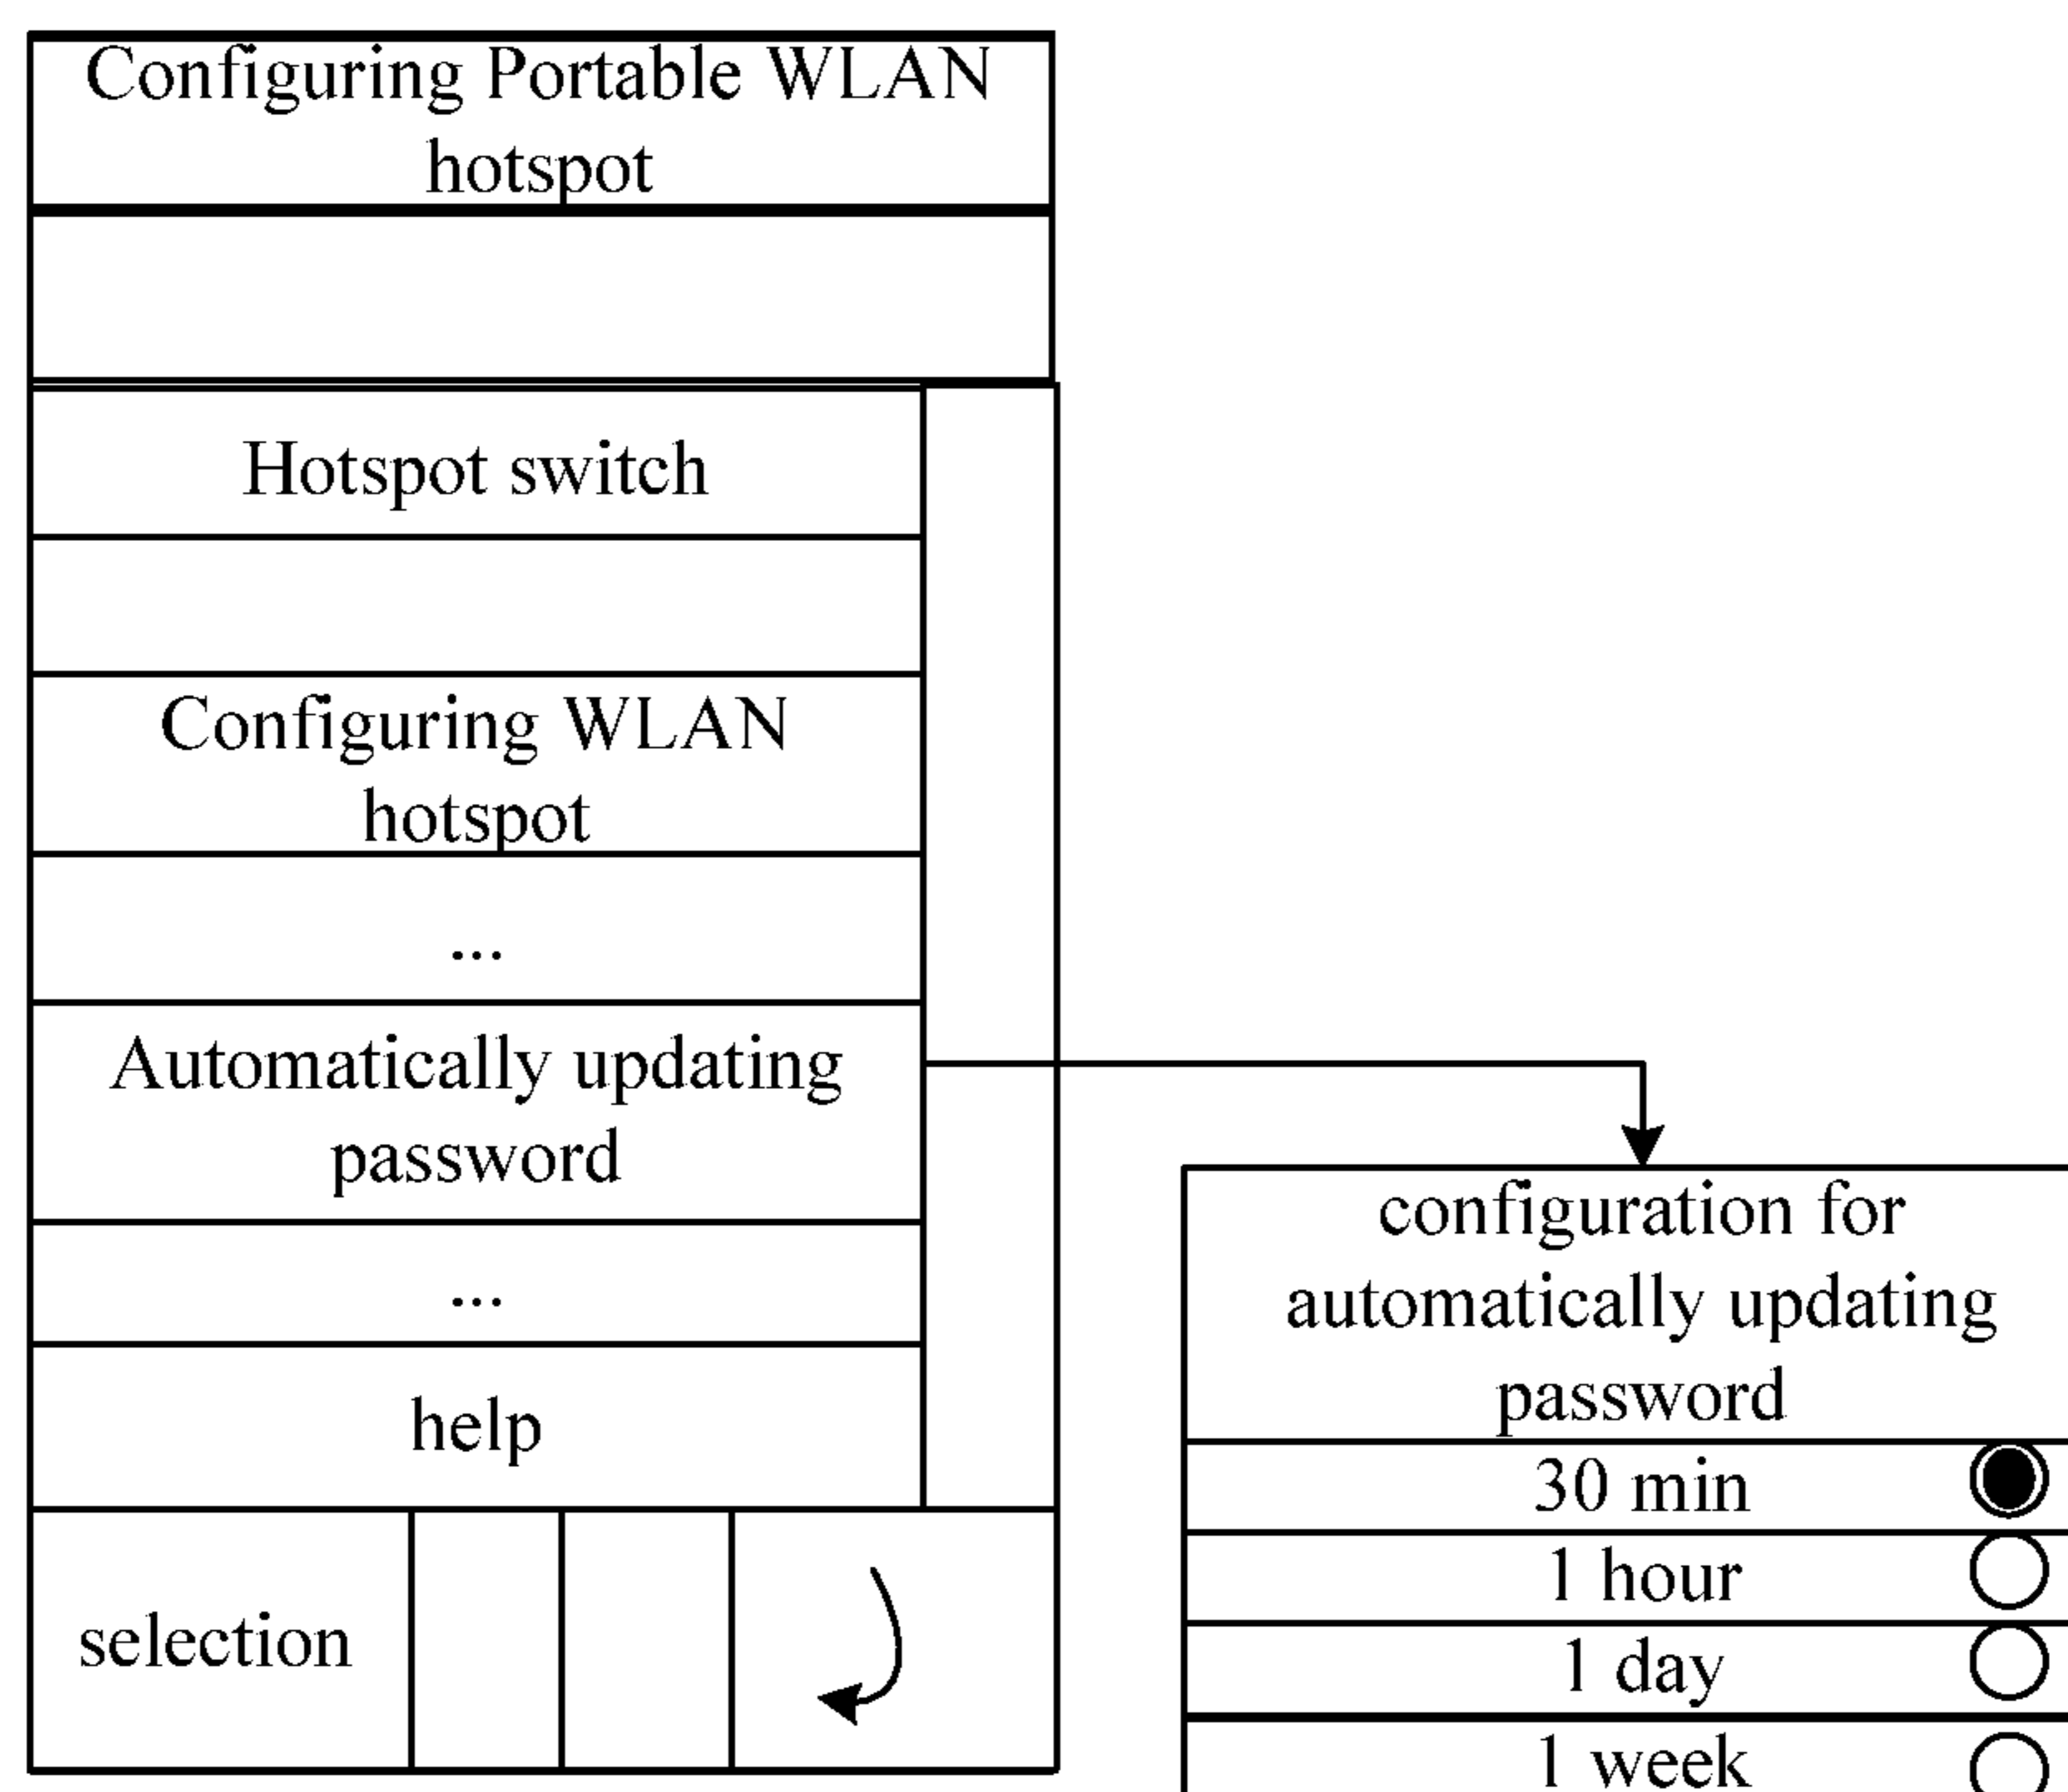 Configuring Portable WLAN
hotspot
Hotspot switch
Configuring WLAN
hotspot
...
Automatically updating
password
...
help
selection
configuration for
automatically updating
password
30 min
1 hour
1 day
1 week